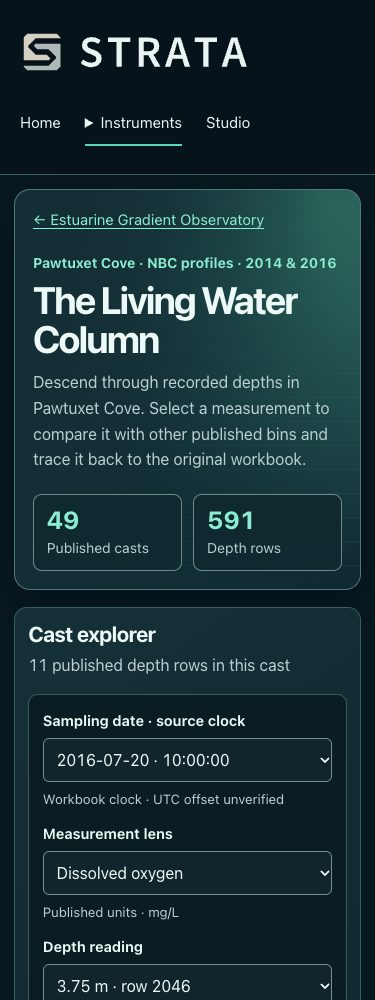 STRATA
Home ▶ Instruments Studio
← Estuarine Gradient Observatory
Pawtuxet Cove · NBC profiles · 2014 & 2016
The Living Water
Column
Descend through recorded depths in
Pawtuxet Cove. Select a measurement to
compare it with other published bins and
trace it back to the original workbook.
49 591
Published casts Depth rows
Cast explorer
11 published depth rows in this cast
Sampling date · source clock
2016-07-20 · 10:00:00
Workbook clock · UTC offset unverified
Measurement lens
Dissolved oxygen
Published units · mg/L
Depth reading
3.75 m · row 2046